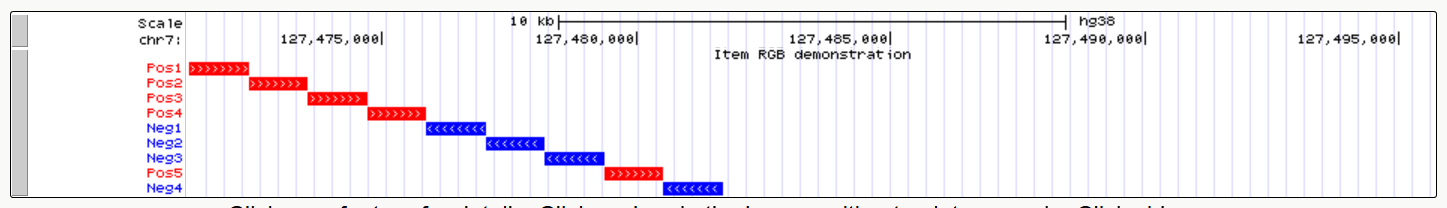 Scale 10 kb hg38
chr7: 127,475,000| 127,480,000| 127,485,000| 127,490,000| 127,495,000|
Item RGB demonstration
Pos1
Pos2
Pos3
Pos4
Neg1
Neg2
Neg3
Pos5
Neg4